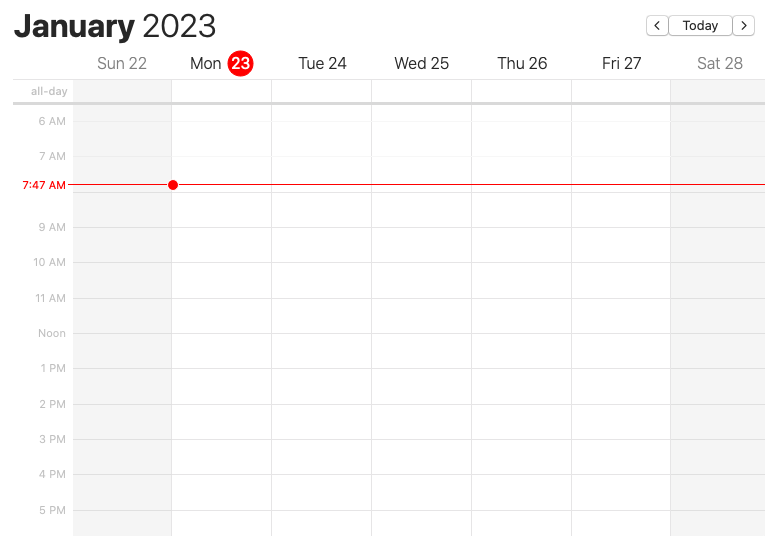 January 2023
< Today >
Sun 22 Mon 23 Tue 24 Wed 25 Thu 26 Fri 27 Sat 28
all-day
6 AM
7 AM
7:47 AM
9 AM
10 AM
11 AM
Noon
1 PM
2 PM
3 PM
4 PM
5 PM